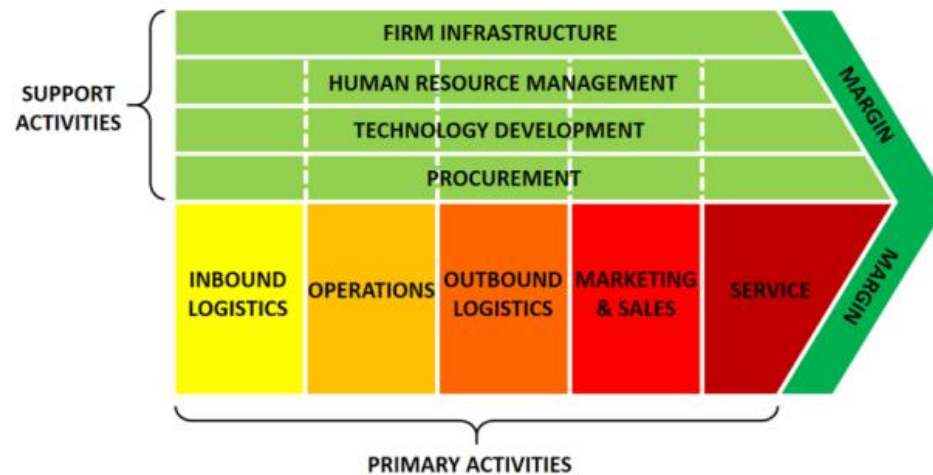 FIRM INFRASTRUCTURE
HUMAN RESOURCE MANAGEMENT
TECHNOLOGY DEVELOPMENT
PROCUREMENT
SUPPORT
ACTIVITIES
MARGIN
INBOUND
LOGISTICS
OPERATIONS
OUTBOUND
LOGISTICS
MARKETING
& SALES
SERVICE
MARGIN
PRIMARY ACTIVITIES